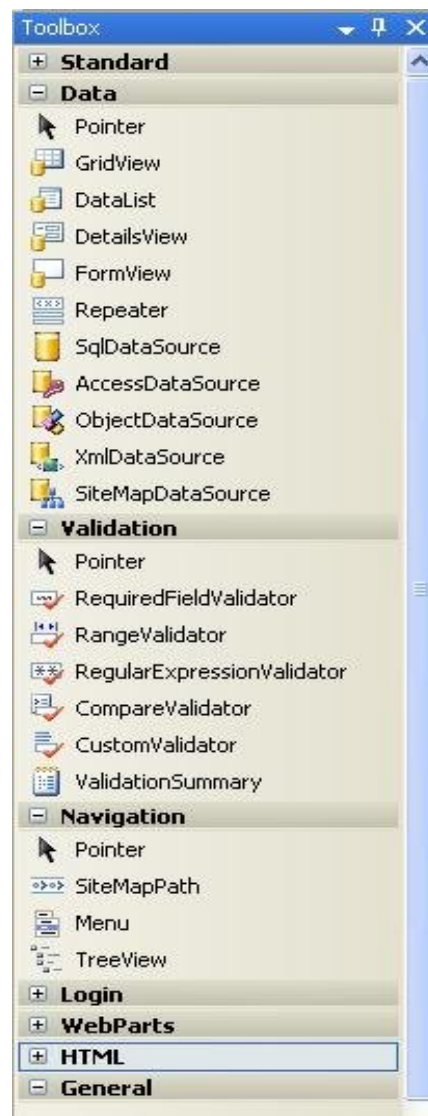 Toolbox
Standard
Data
Pointer
GridView
DataList
DetailsView
FormView
Repeater
SqlDataSource
AccessDataSource
ObjectDataSource
XmlDataSource
SiteMapDataSource
Validation
Pointer
RequiredFieldValidator
RangeValidator
RegularExpressionValidator
CompareValidator
CustomValidator
ValidationSummary
Navigation
Pointer
SiteMapPath
Menu
TreeView
Login
WebParts
HTML
General